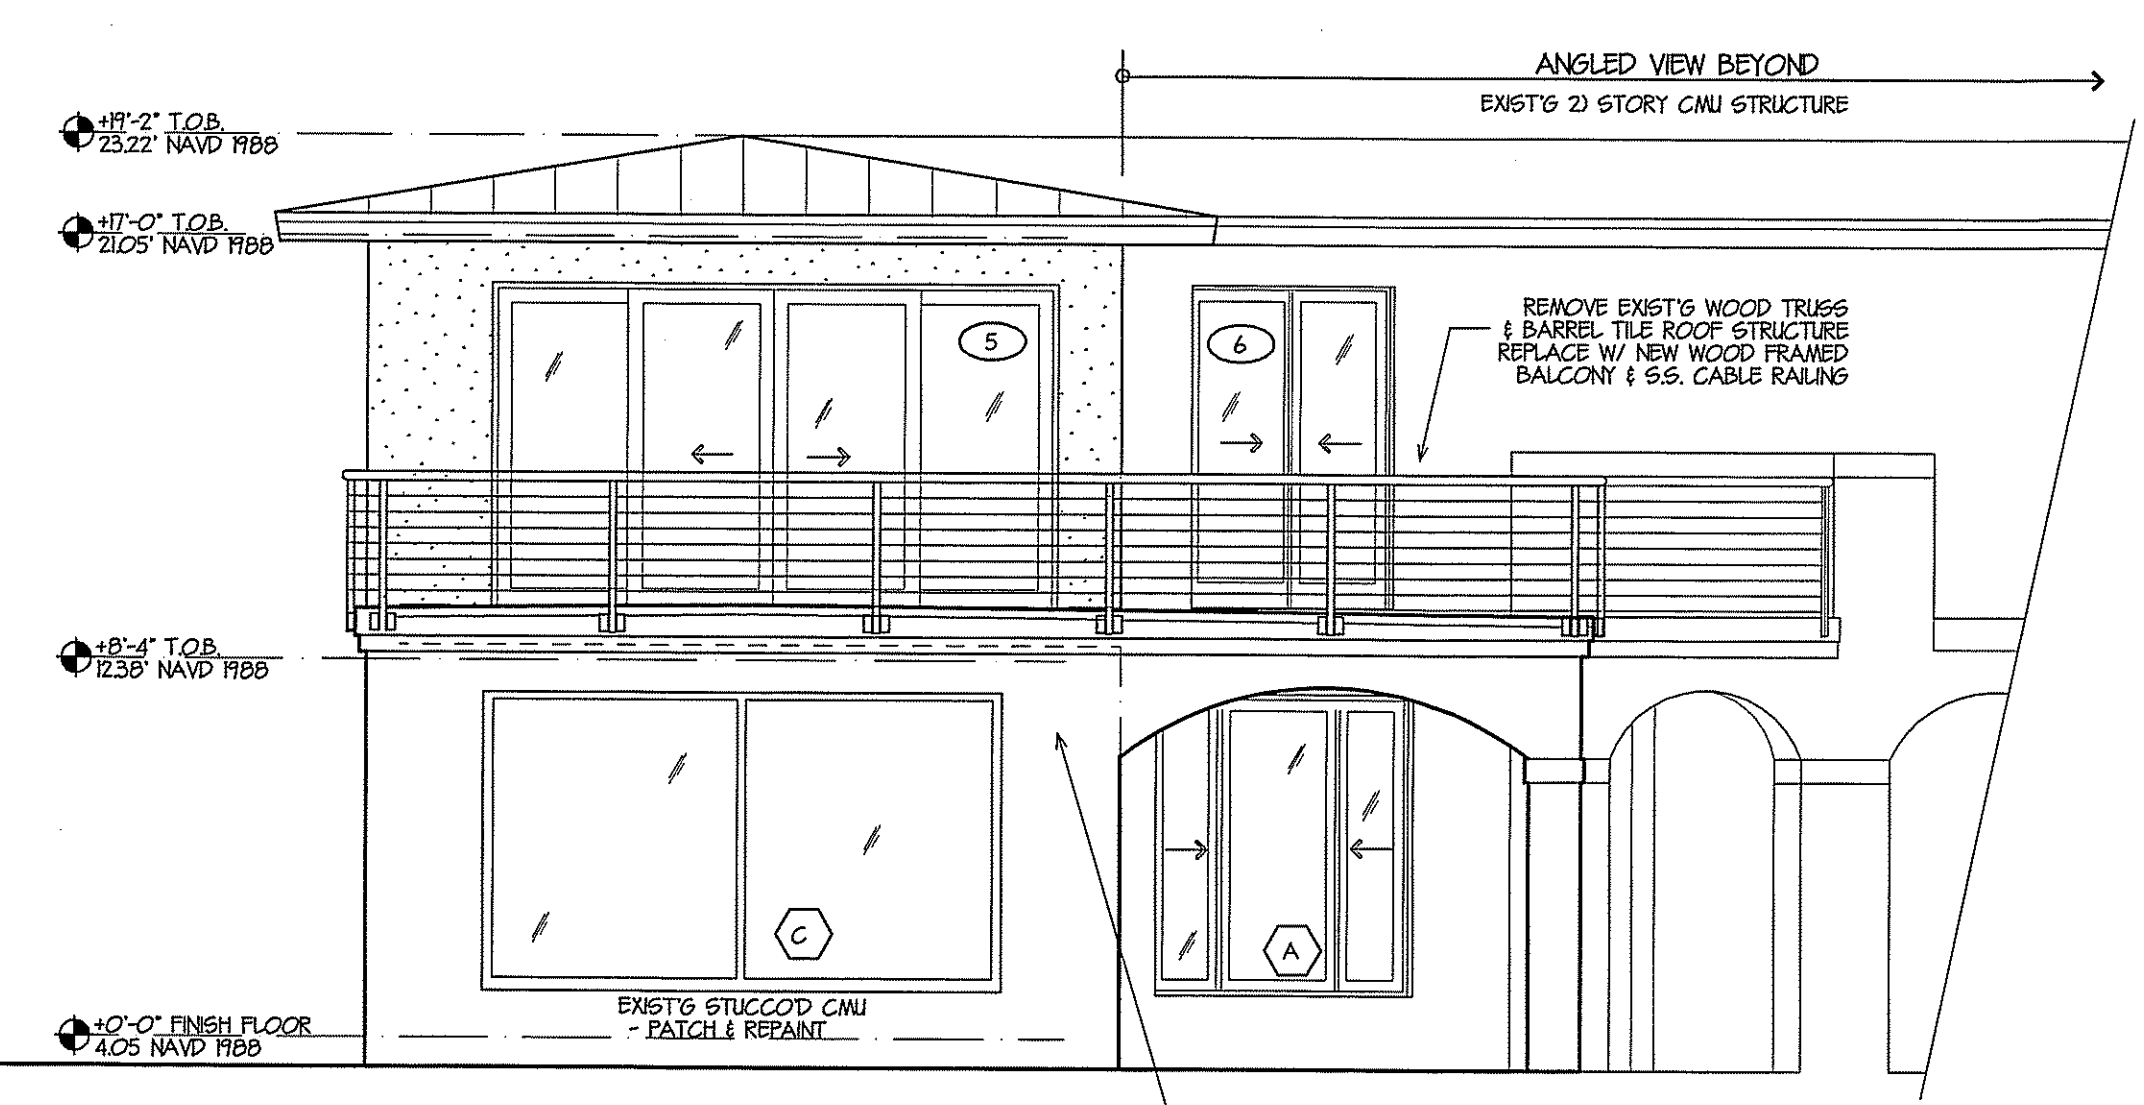 ANGLED VIEW BEYOND
EXIST'G 2) STORY CMU STRUCTURE
+19'-2" T.O.B.
23.22' NAVD 1988
+17'-0" T.O.B.
21.05' NAVD 1988
REMOVE EXIST'G WOOD TRUSS
& BARREL TILE ROOF STRUCTURE
REPLACE W/ NEW WOOD FRAMED
BALCONY & S.S. CABLE RAILING
5
6
+8'-4" T.O.B.
12.38' NAVD 1988
C
A
EXIST'G STUCCO'D CMU
- PATCH & REPAINT
+0'-0" FINISH FLOOR
4.05 NAVD 1988